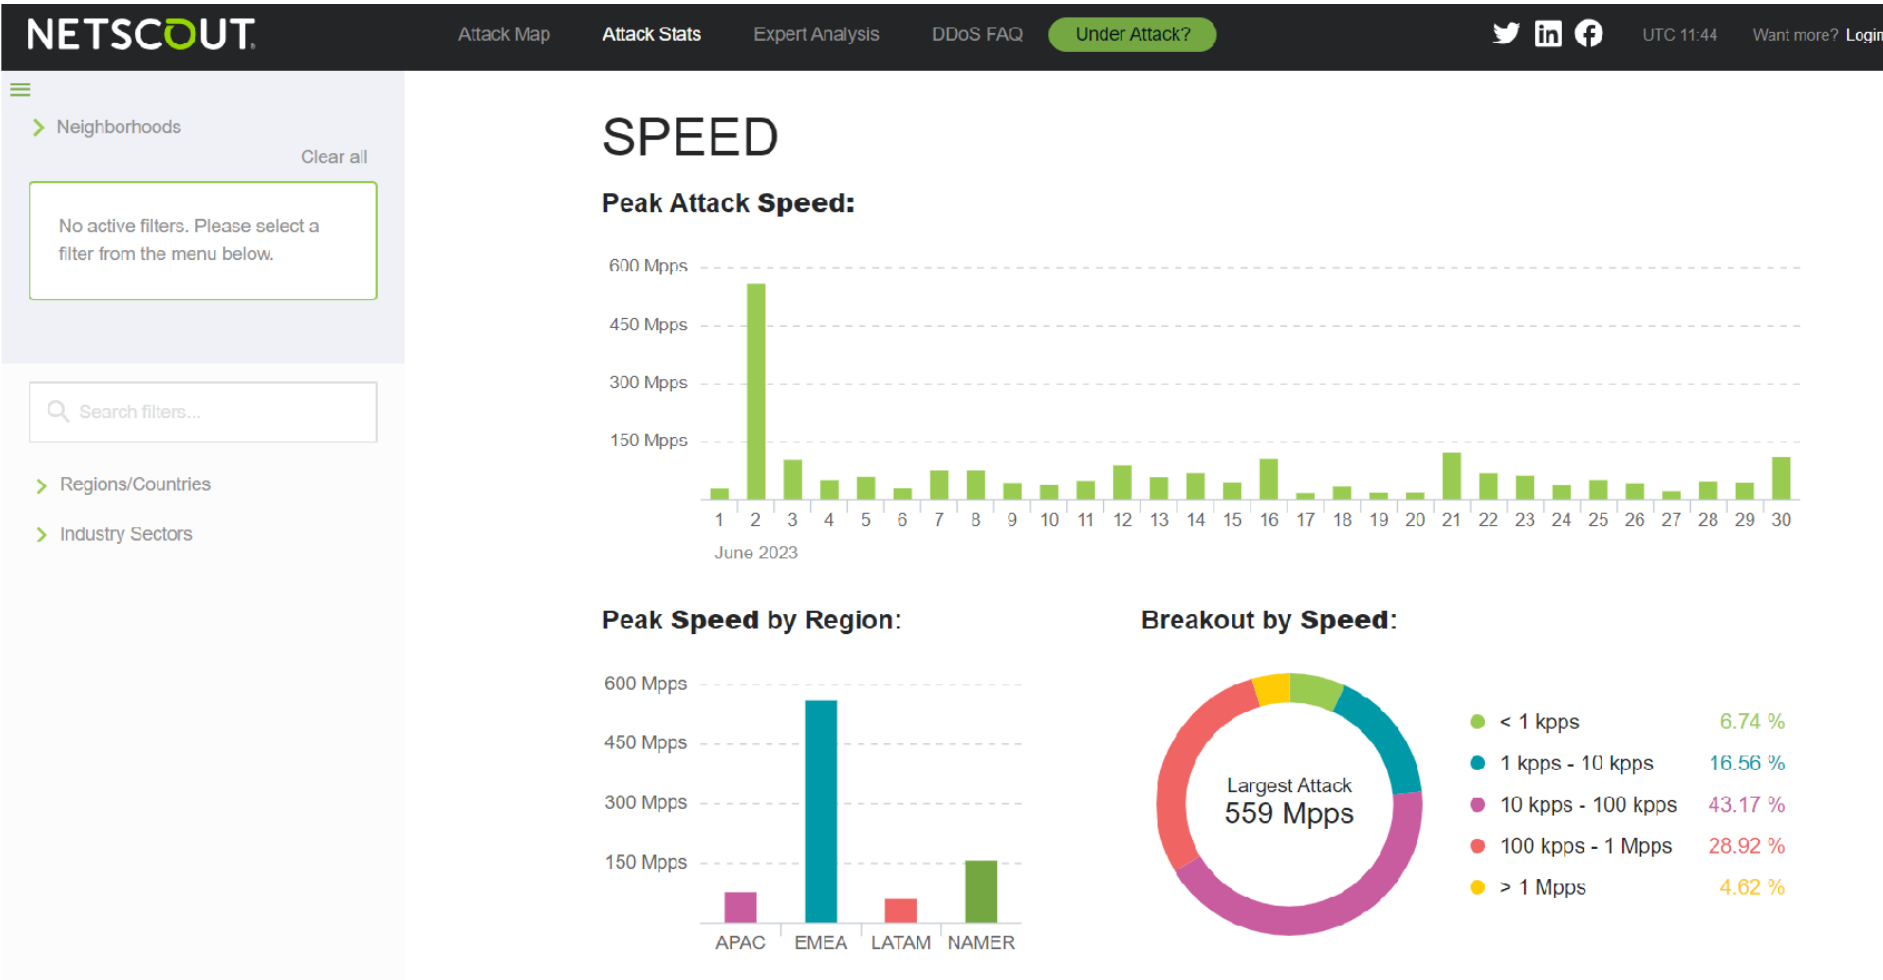 NETSCOUT
Attack Map Attack Stats Expert Analysis DDoS FAQ Under Attack? UTC 11:44 Want more? Login
Neighborhoods
Clear all
No active filters. Please select a
filter from the menu below.
Search filters...
Regions/Countries
Industry Sectors
SPEED
Peak Attack Speed:
600 Mpps
450 Mpps
300 Mpps
150 Mpps
1 2 3 4 5 6 7 8 9 10 11 12 13 14 15 16 17 18 19 20 21 22 23 24 25 26 27 28 29 30
June 2023
Peak Speed by Region:
600 Mpps
450 Mpps
300 Mpps
150 Mpps
APAC EMEA LATAM NAMER
Breakout by Speed:
Largest Attack
559 Mpps
< 1 kpps 6.74 %
1 kpps - 10 kpps 16.56 %
10 kpps - 100 kpps 43.17 %
100 kpps - 1 Mpps 28.92 %
> 1 Mpps 4.62 %